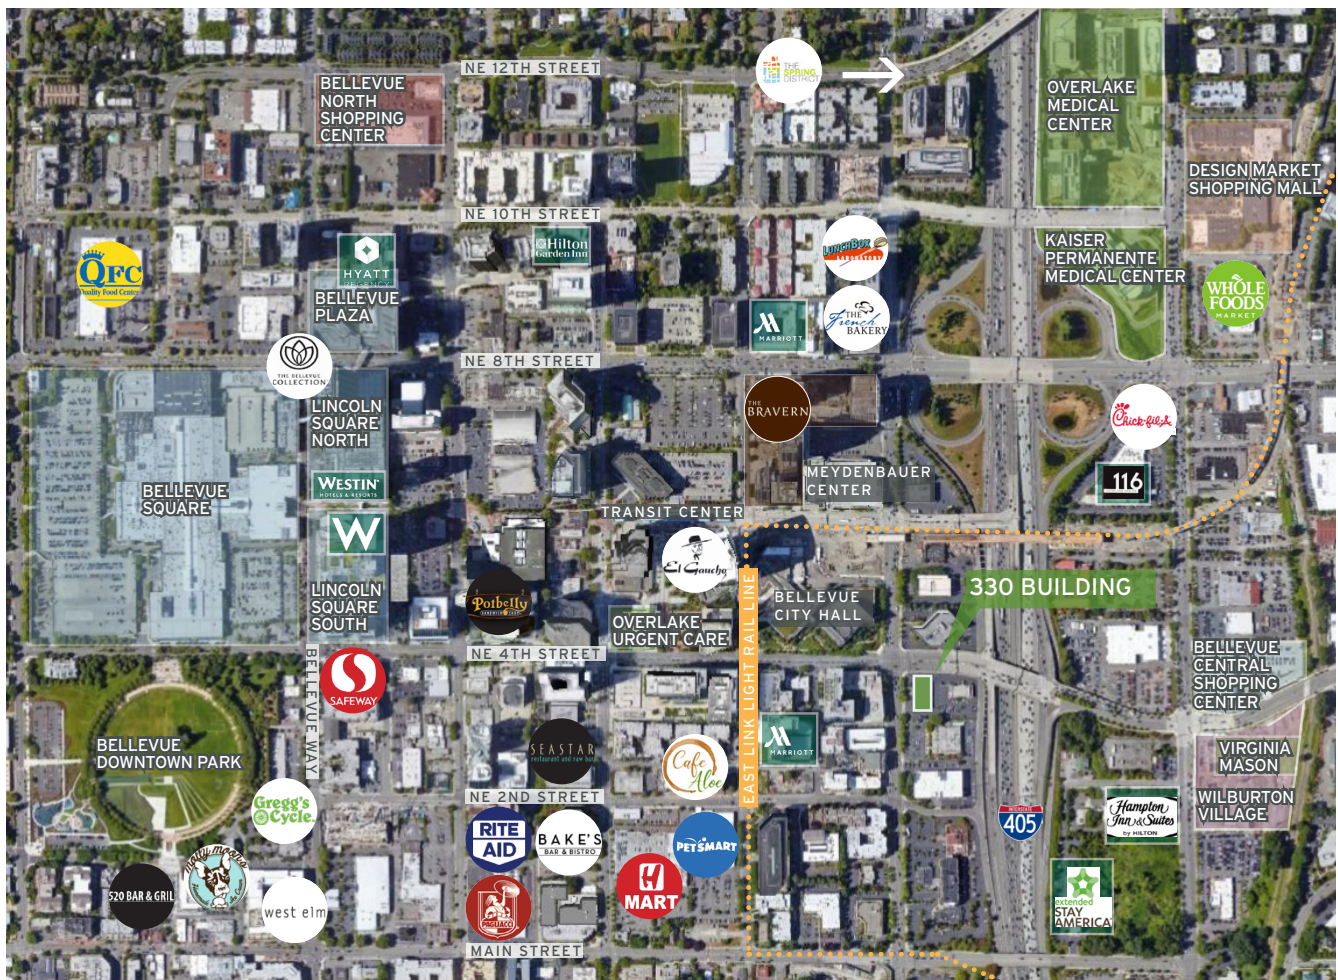 NE 12TH STREET
THE
SPRING
DISTRICT
BELLEVUE
NORTH
SHOPPING
CENTER
OVERLAKE
MEDICAL
CENTER
DESIGN MARKET
SHOPPING MALL
NE 10TH STREET
QFC
Quality Food Center
HYATT
REGENCY
BELLEVUE
PLAZA
Hilton
Garden Inn
LUNCHBOX
LABORATORY
KAISER
PERMANENTE
MEDICAL CENTER
WHOLE
FOODS
MARKET
MARRIOTT
THE
French
BAKERY
NE 8TH STREET
THE BELLEVUE
COLLECTION
LINCOLN
SQUARE
NORTH
THE
BRAVERN
Chick-fil-A
BELLEVUE
SQUARE
WESTIN
HOTELS & RESORTS
MEYDENBAUER
CENTER
116
TRANSIT CENTER
W
El Gaucho
LINCOLN
SQUARE
SOUTH
Potbelly
SANDWICH SHOP
OVERLAKE
URGENT CARE
BELLEVUE
CITY HALL
330 BUILDING
NE 4TH STREET
EAST LINK LIGHT RAIL LINE
BELLEVUE WAY
SAFEWAY
BELLEVUE
CENTRAL
SHOPPING
CENTER
BELLEVUE
DOWNTOWN PARK
SEASTAR
restaurant and raw bar
Cafe
Aloe
MARRIOTT
VIRGINIA
MASON
WILBURTON
VILLAGE
NE 2ND STREET
Gregg's
Cycle
RITE
AID
BAKE'S
BAR & BISTRO
PETSMART
INTERSTATE
405
Hampton
Inn & Suites
by HILTON
520 BAR & GRILL
molly moon's
west elm
PAGLIACCI
H
MART
extended
STAY
AMERICA
MAIN STREET